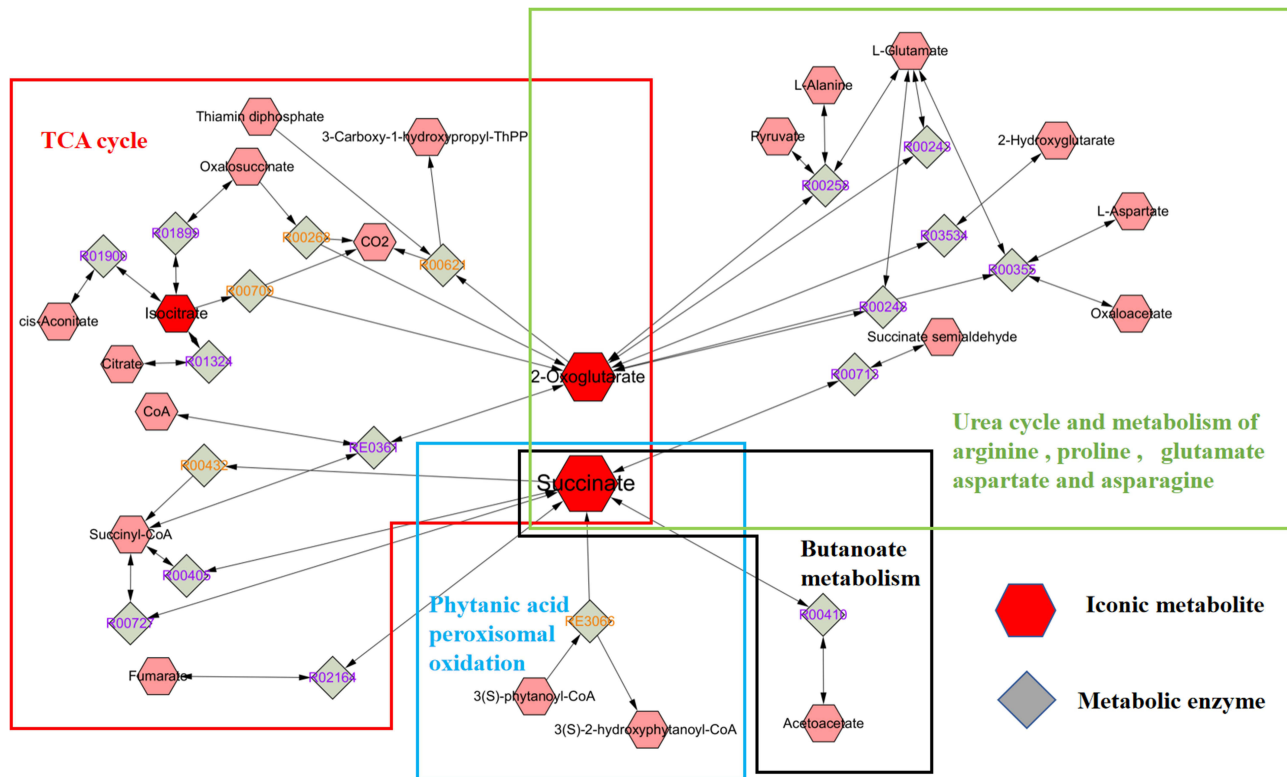 L-Glutamate
L-Alanine
TCA cycle
Thiamin diphosphate
3-Carboxy-1-hydroxypropyl-ThPP
Pyruvate
R00243
2-Hydroxyglutarate
Oxalosuccinate
R00258
L-Aspartate
R01899
R00268
CO2
R03534
R01900
R00621
R00355
R00709
Isocitrate
R00248
cis-Aconitate
Oxaloacetate
Succinate semialdehyde
Citrate
R01324
2-Oxoglutarate
R00713
CoA
Urea cycle and metabolism of
arginine , proline , glutamate
aspartate and asparagine
RE0361
R00432
Succinate
Succinyl-CoA
Butanoate
metabolism
R00405
Phytanic acid
peroxisomal
oxidation
Iconic metabolite
R00727
RE3066
R00410
Fumarate
R02164
3(S)-phytanoyl-CoA
Metabolic enzyme
3(S)-2-hydroxyphytanoyl-CoA
Acetoacetate